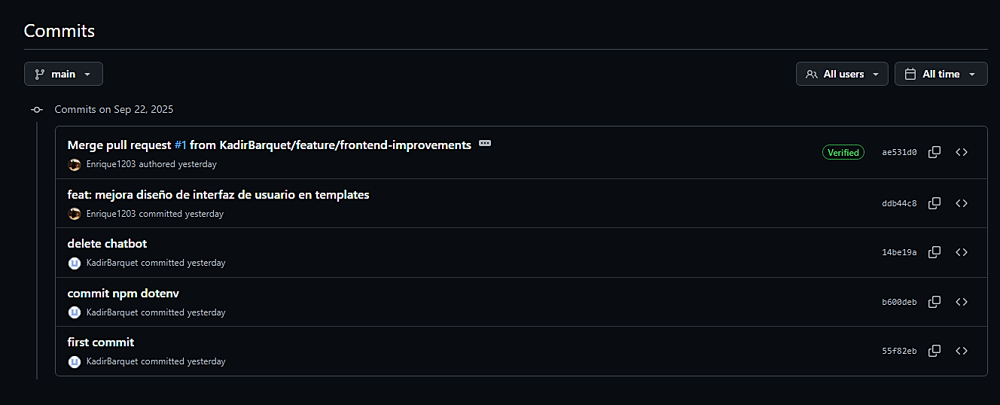 Commits
main
All users
All time
Commits on Sep 22, 2025
Merge pull request #1 from KadirBarquet/feature/frontend-improvements
Verified
ae531d0
Enrique1203 authored yesterday
feat: mejora diseño de interfaz de usuario en templates
ddb44c8
Enrique1203 committed yesterday
delete chatbot
14be19a
KadirBarquet committed yesterday
commit npm dotenv
b600deb
KadirBarquet committed yesterday
first commit
55f82eb
KadirBarquet committed yesterday